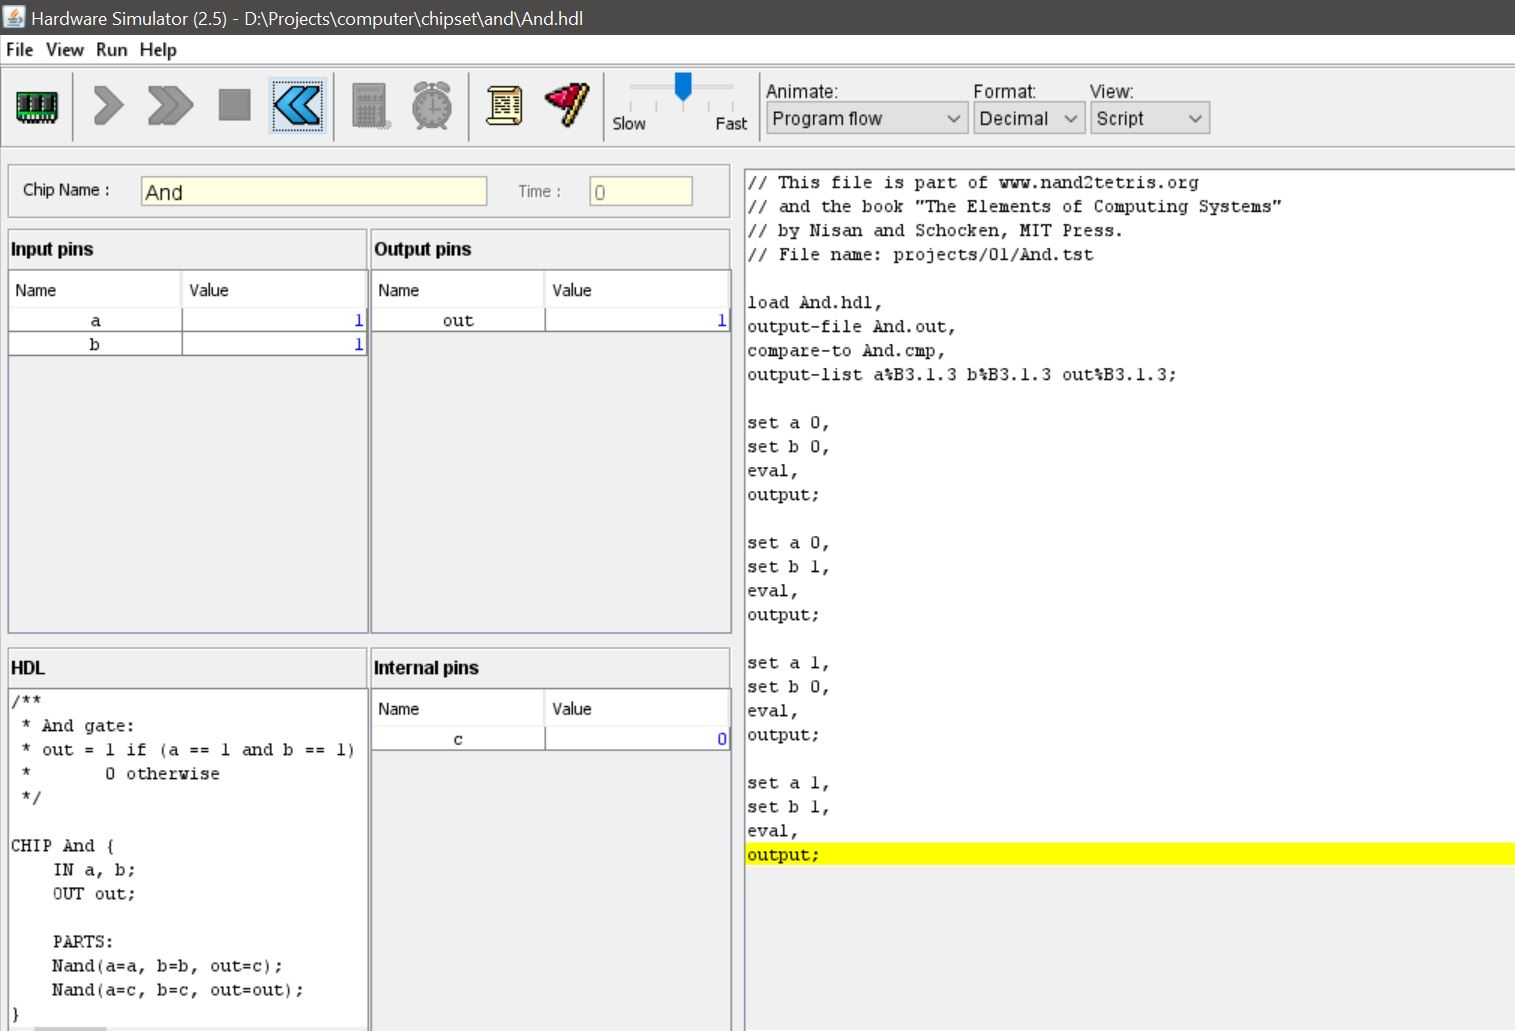 Hardware Simulator (2.5) - D:\Projects\computer\chipset\and\And.hdl
File View Run Help
Slow Fast
Animate: Format: View:
Program flow Decimal Script
Chip Name : And Time : 0
Input pins
Name Value
a 1
b 1
Output pins
Name Value
out 1
HDL
/**
 * And gate:
 * out = 1 if (a == 1 and b == 1)
 *       0 otherwise
 */
CHIP And {
    IN a, b;
    OUT out;
    PARTS:
    Nand(a=a, b=b, out=c);
    Nand(a=c, b=c, out=out);
}
Internal pins
Name Value
c 0
// This file is part of www.nand2tetris.org
// and the book "The Elements of Computing Systems"
// by Nisan and Schocken, MIT Press.
// File name: projects/01/And.tst
load And.hdl,
output-file And.out,
compare-to And.cmp,
output-list a%B3.1.3 b%B3.1.3 out%B3.1.3;
set a 0,
set b 0,
eval,
output;
set a 0,
set b 1,
eval,
output;
set a 1,
set b 0,
eval,
output;
set a 1,
set b 1,
eval,
output;